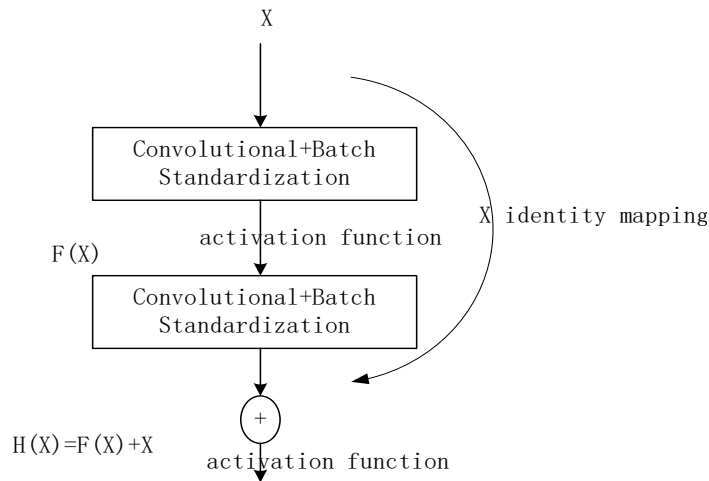 X
Convolutional+Batch
Standardization
X identity mapping
activation function
F(X)
Convolutional+Batch
Standardization
+
H(X)=F(X)+X
activation function